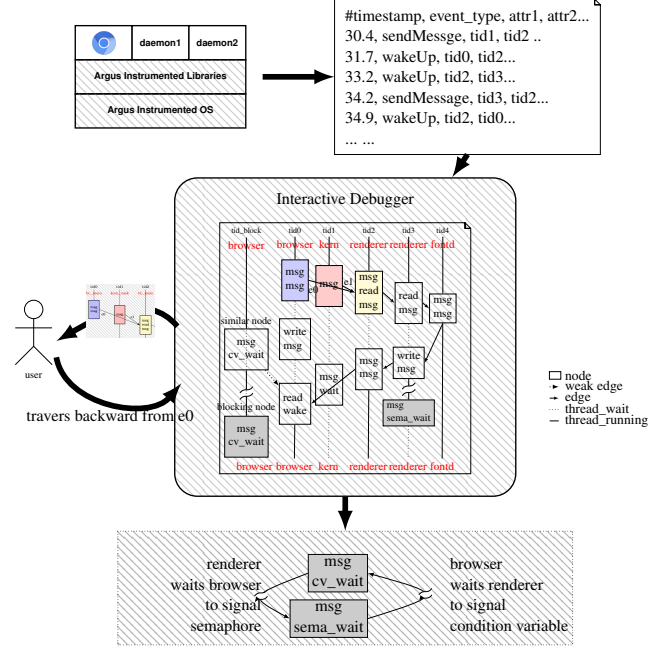 daemon1 daemon2
Argus Instrumented Libraries
Argus Instrumented OS
#timestamp, event_type, attr1, attr2...
30.4, sendMessge, tid1, tid2 ..
31.7, wakeUp, tid0, tid2...
33.2, wakeUp, tid2, tid3...
34.2, sendMessage, tid3, tid2...
34.9, wakeUp, tid2, tid0...
... ...
Interactive Debugger
tid_block tid0 tid1 tid2 tid3 tid4
browser browser kern renderer renderer fontd
msg
msg
msg
e0
e1
msg
read
msg
read
msg
msg
msg
similar node
msg
cv_wait
write
msg
msg
wait
msg
msg
write
msg
blocking node
msg
cv_wait
read
wake
msg
sema_wait
browser browser kern renderer renderer fontd
tid0 tid1 tid2
user
travers backward from e0
node
weak edge
edge
thread_wait
thread_running
renderer
waits browser
to signal
semaphore
msg
cv_wait
msg
sema_wait
browser
waits renderer
to signal
condition variable